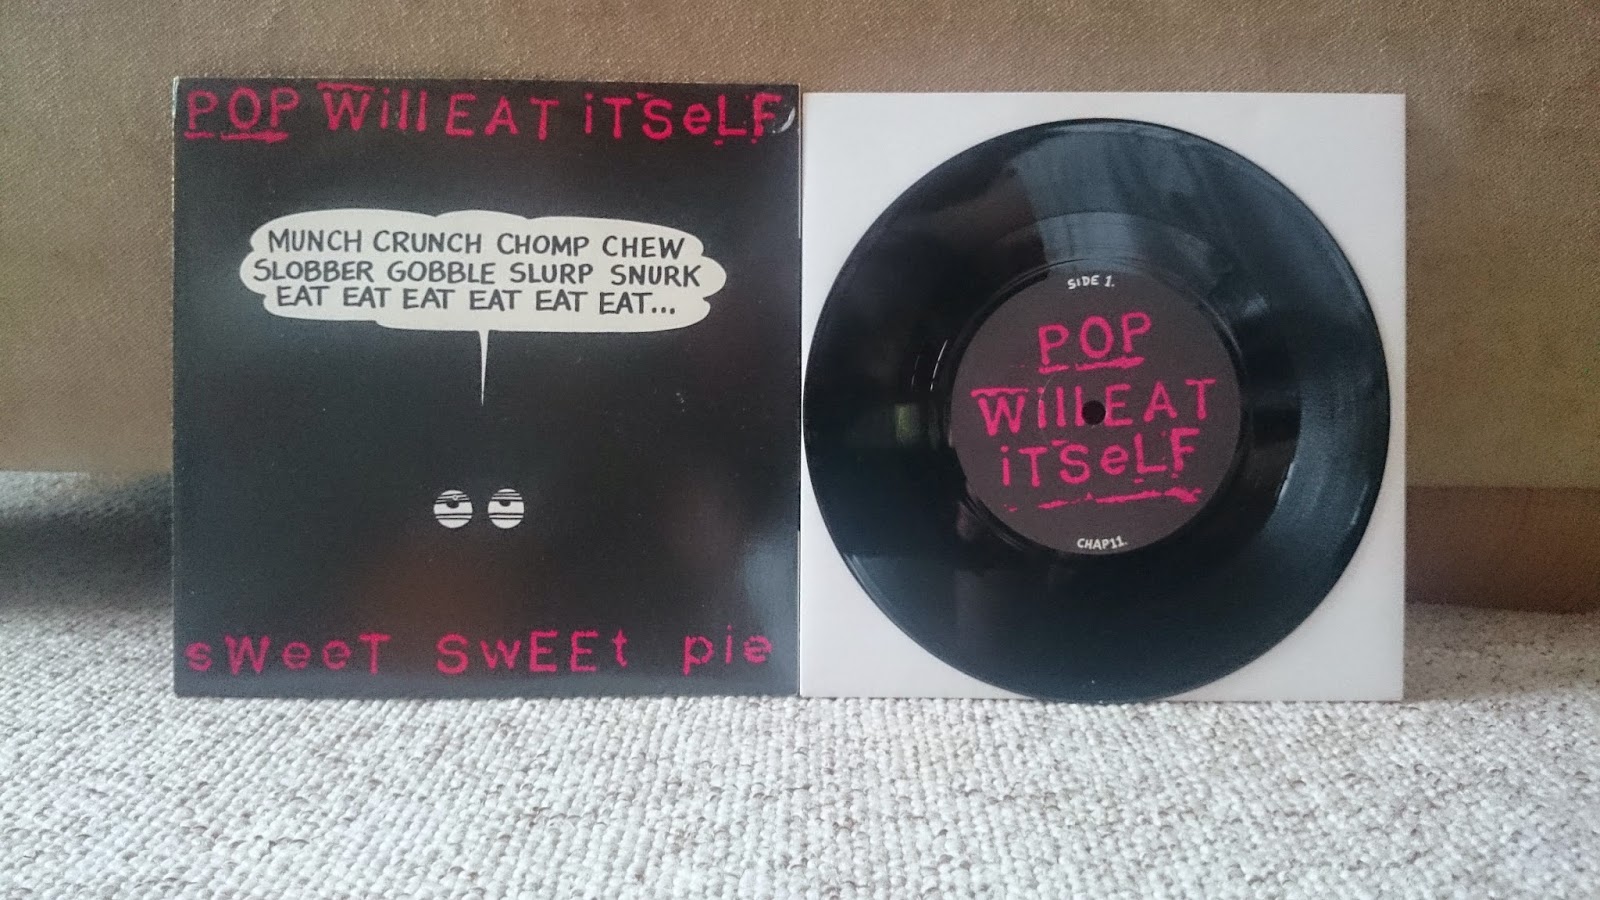 POP Will EAT iTSeLF
MUNCH CRUNCH CHOMP CHEW
SLOBBER GOBBLE SLURP SNURK
EAT EAT EAT EAT EAT EAT...
sWeeT SwEEt pie
SIDE 1.
POP
Will EAT
iTSeLF
CHAP11.